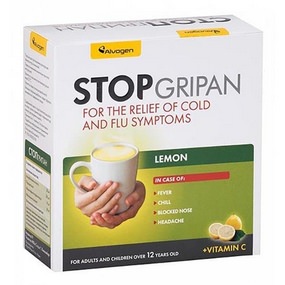 Alvogen
STOPGRIPAN
FOR THE RELIEF OF COLD
AND FLU SYMPTOMS
LEMON
IN CASE OF:
FEVER
CHILL
BLOCKED NOSE
HEADACHE
+VITAMIN C
FOR ADULTS AND CHILDREN OVER 12 YEARS OLD